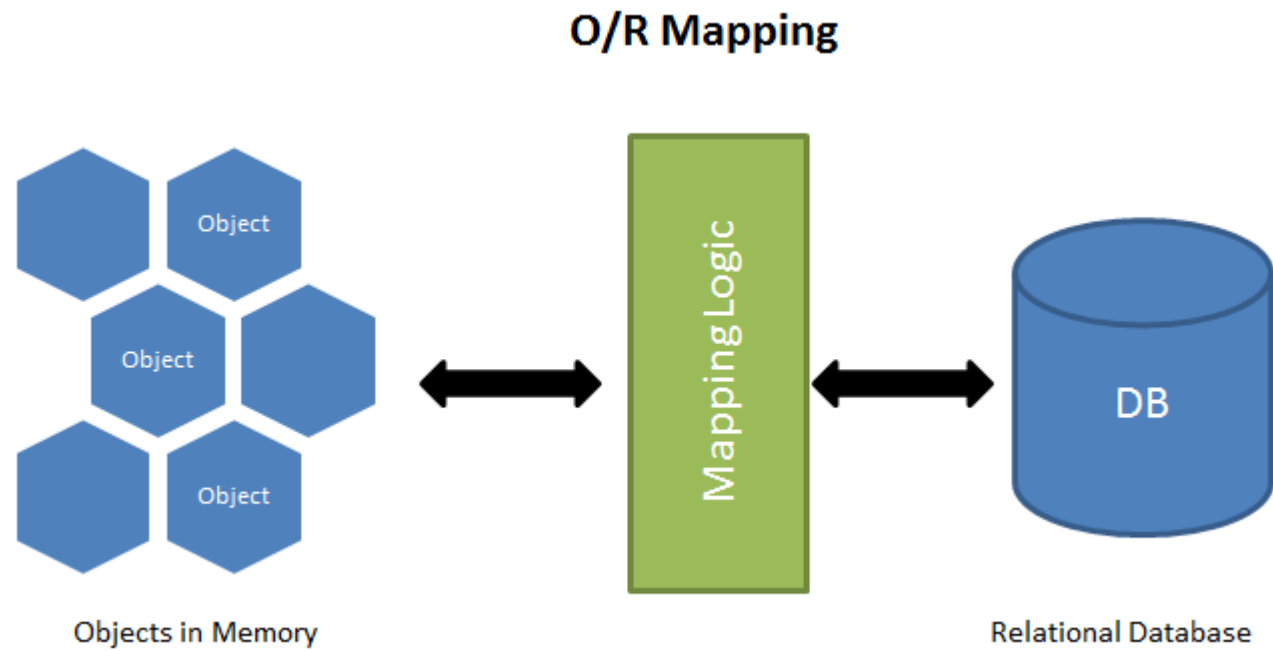 O/R Mapping
Object
Object
Object
Mapping Logic
DB
Objects in Memory
Relational Database